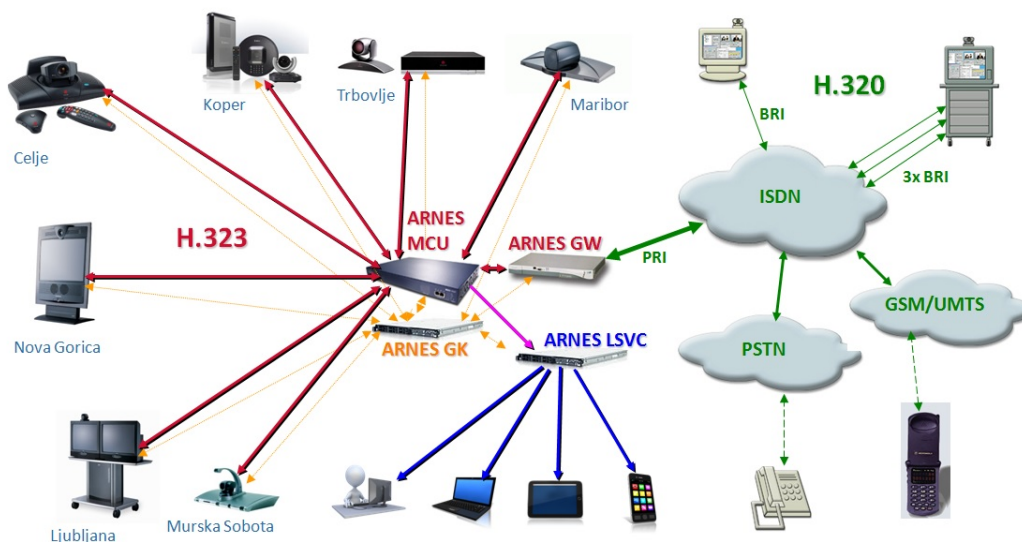 Celje
Koper
Trbovlje
Maribor
BRI
H.320
3x BRI
ISDN
H.323
ARNES
MCU
ARNES GW
PRI
Nova Gorica
ARNES GK
ARNES LSVC
PSTN
GSM/UMTS
Ljubljana
Murska Sobota